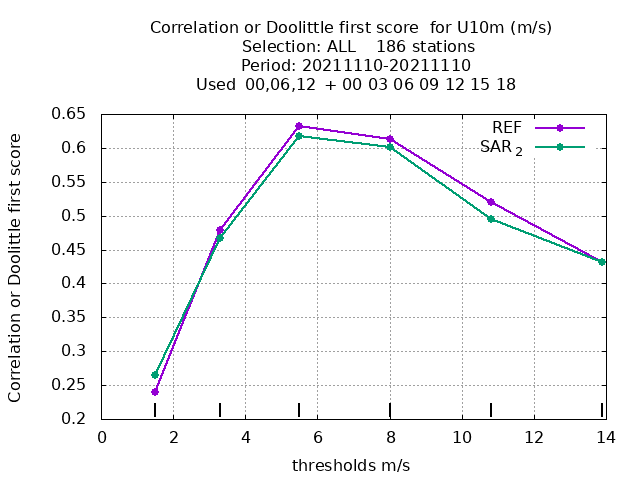 Correlation or Doolittle first score  for U10m (m/s)
Selection: ALL    186 stations
Period: 20211110-20211110
Used  00,06,12  + 00 03 06 09 12 15 18
Correlation or Doolittle first score
0.65
0.6
0.55
0.5
0.45
0.4
0.35
0.3
0.25
0.2
REF
SAR 2
0 2 4 6 8 10 12 14
thresholds m/s